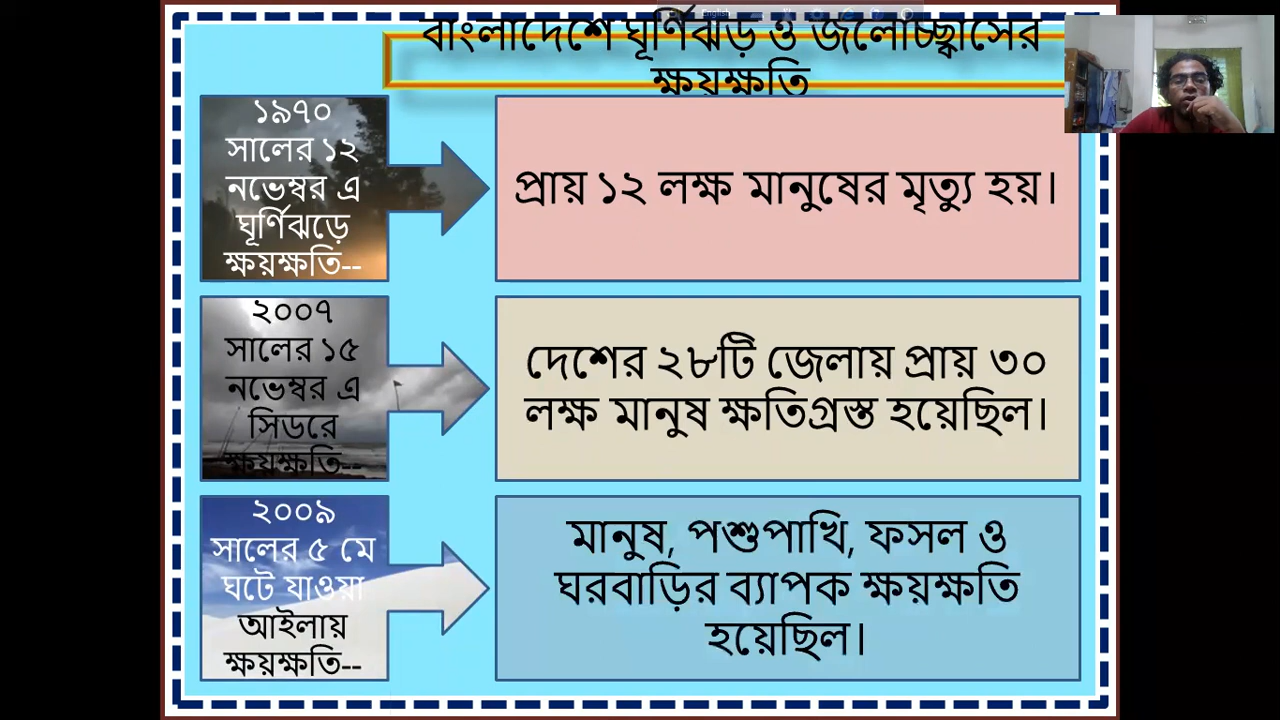 English
বাংলাদেশে ঘূর্ণিঝড় ও জলোচ্ছ্বাসের
ক্ষয়ক্ষতি
১৯৭০
সালের ১২
নভেম্বর এ
ঘূর্ণিঝড়ে
ক্ষয়ক্ষতি--
প্রায় ১২ লক্ষ মানুষের মৃত্যু হয়।
২০০৭
সালের ১৫
নভেম্বর এ
সিডরে
ক্ষয়ক্ষতি--
দেশের ২৮টি জেলায় প্রায় ৩০
লক্ষ মানুষ ক্ষতিগ্রস্ত হয়েছিল।
২০০৯
সালের ৫ মে
ঘটে যাওয়া
আইলায়
ক্ষয়ক্ষতি--
মানুষ, পশুপাখি, ফসল ও
ঘরবাড়ির ব্যাপক ক্ষয়ক্ষতি
হয়েছিল।